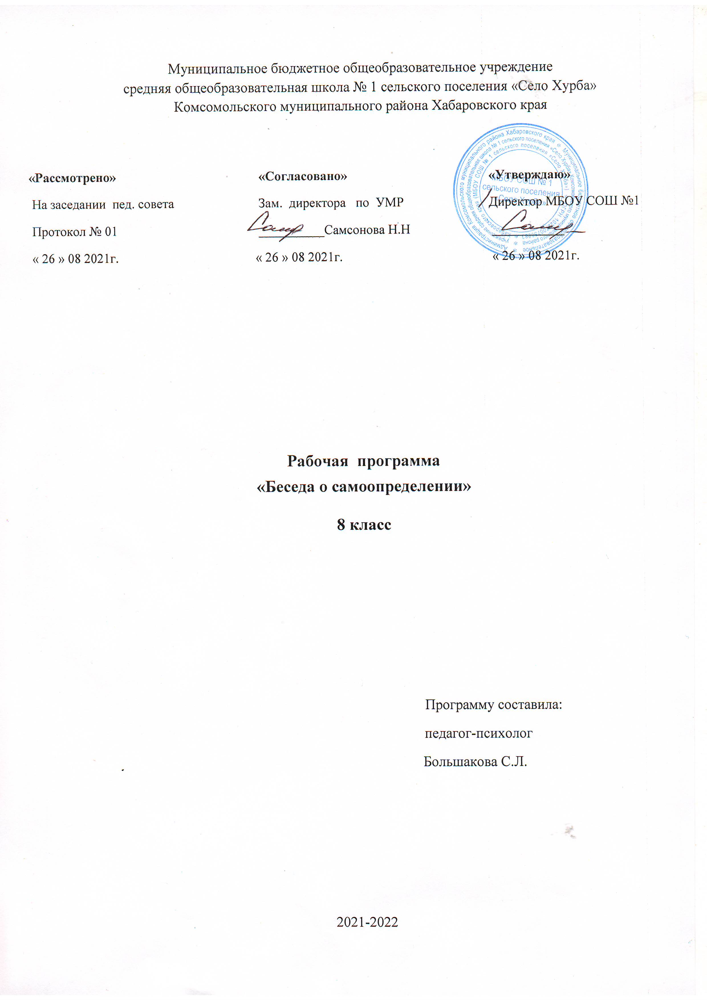 Муниципальное бюджетное общеобразовательное учреждение
средняя общеобразовательная школа № 1 сельского поселения «Село Хурба»
Комсомольского муниципального района Хабаровского края
«Рассмотрено»
На заседании пед. совета
Протокол № 01
« 26 » 08 2021г.
«Согласовано»
Зам. директора по УМР
Самсонова Н.Н
« 26 » 08 2021г.
«Утверждаю»
Директор МБОУ СОШ №1
« 26 » 08 2021г.
МБОУ СОШ № 1
сельского поселения
«Село Хурба»
Рабочая программа
«Беседа о самоопределении»
8 класс
Программу составила:
педагог-психолог
Большакова С.Л.
2021-2022